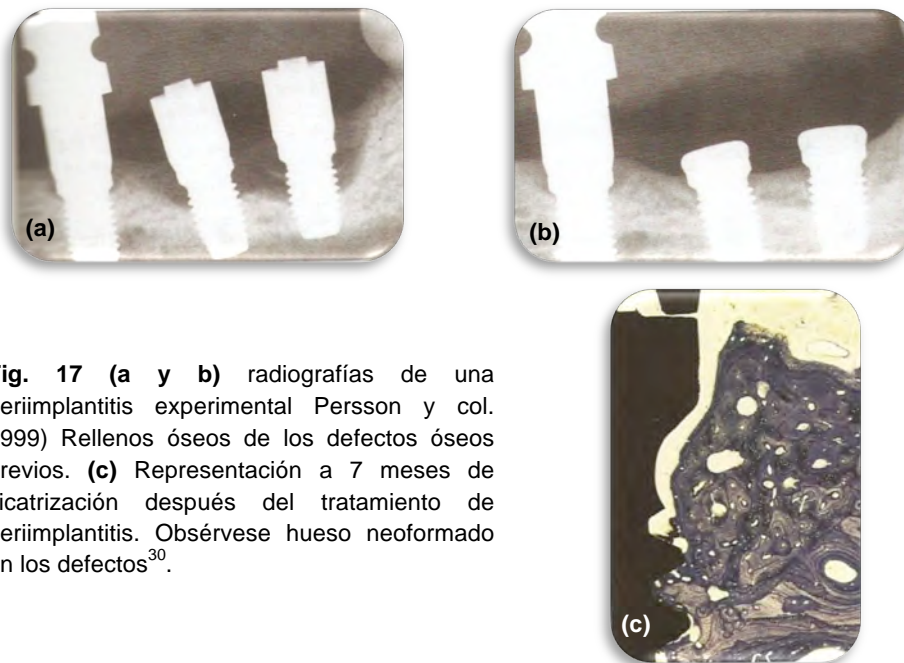 (a)
(b)
Fig. 17 (a y b) radiografías de una
eriimplantitis experimental Persson y col.
999) Rellenos óseos de los defectos óseos
revios. (c) Representación a 7 meses de
icatrización después del tratamiento de
eriimplantitis. Obsérvese hueso neoformado
n los defectos30.
(c)